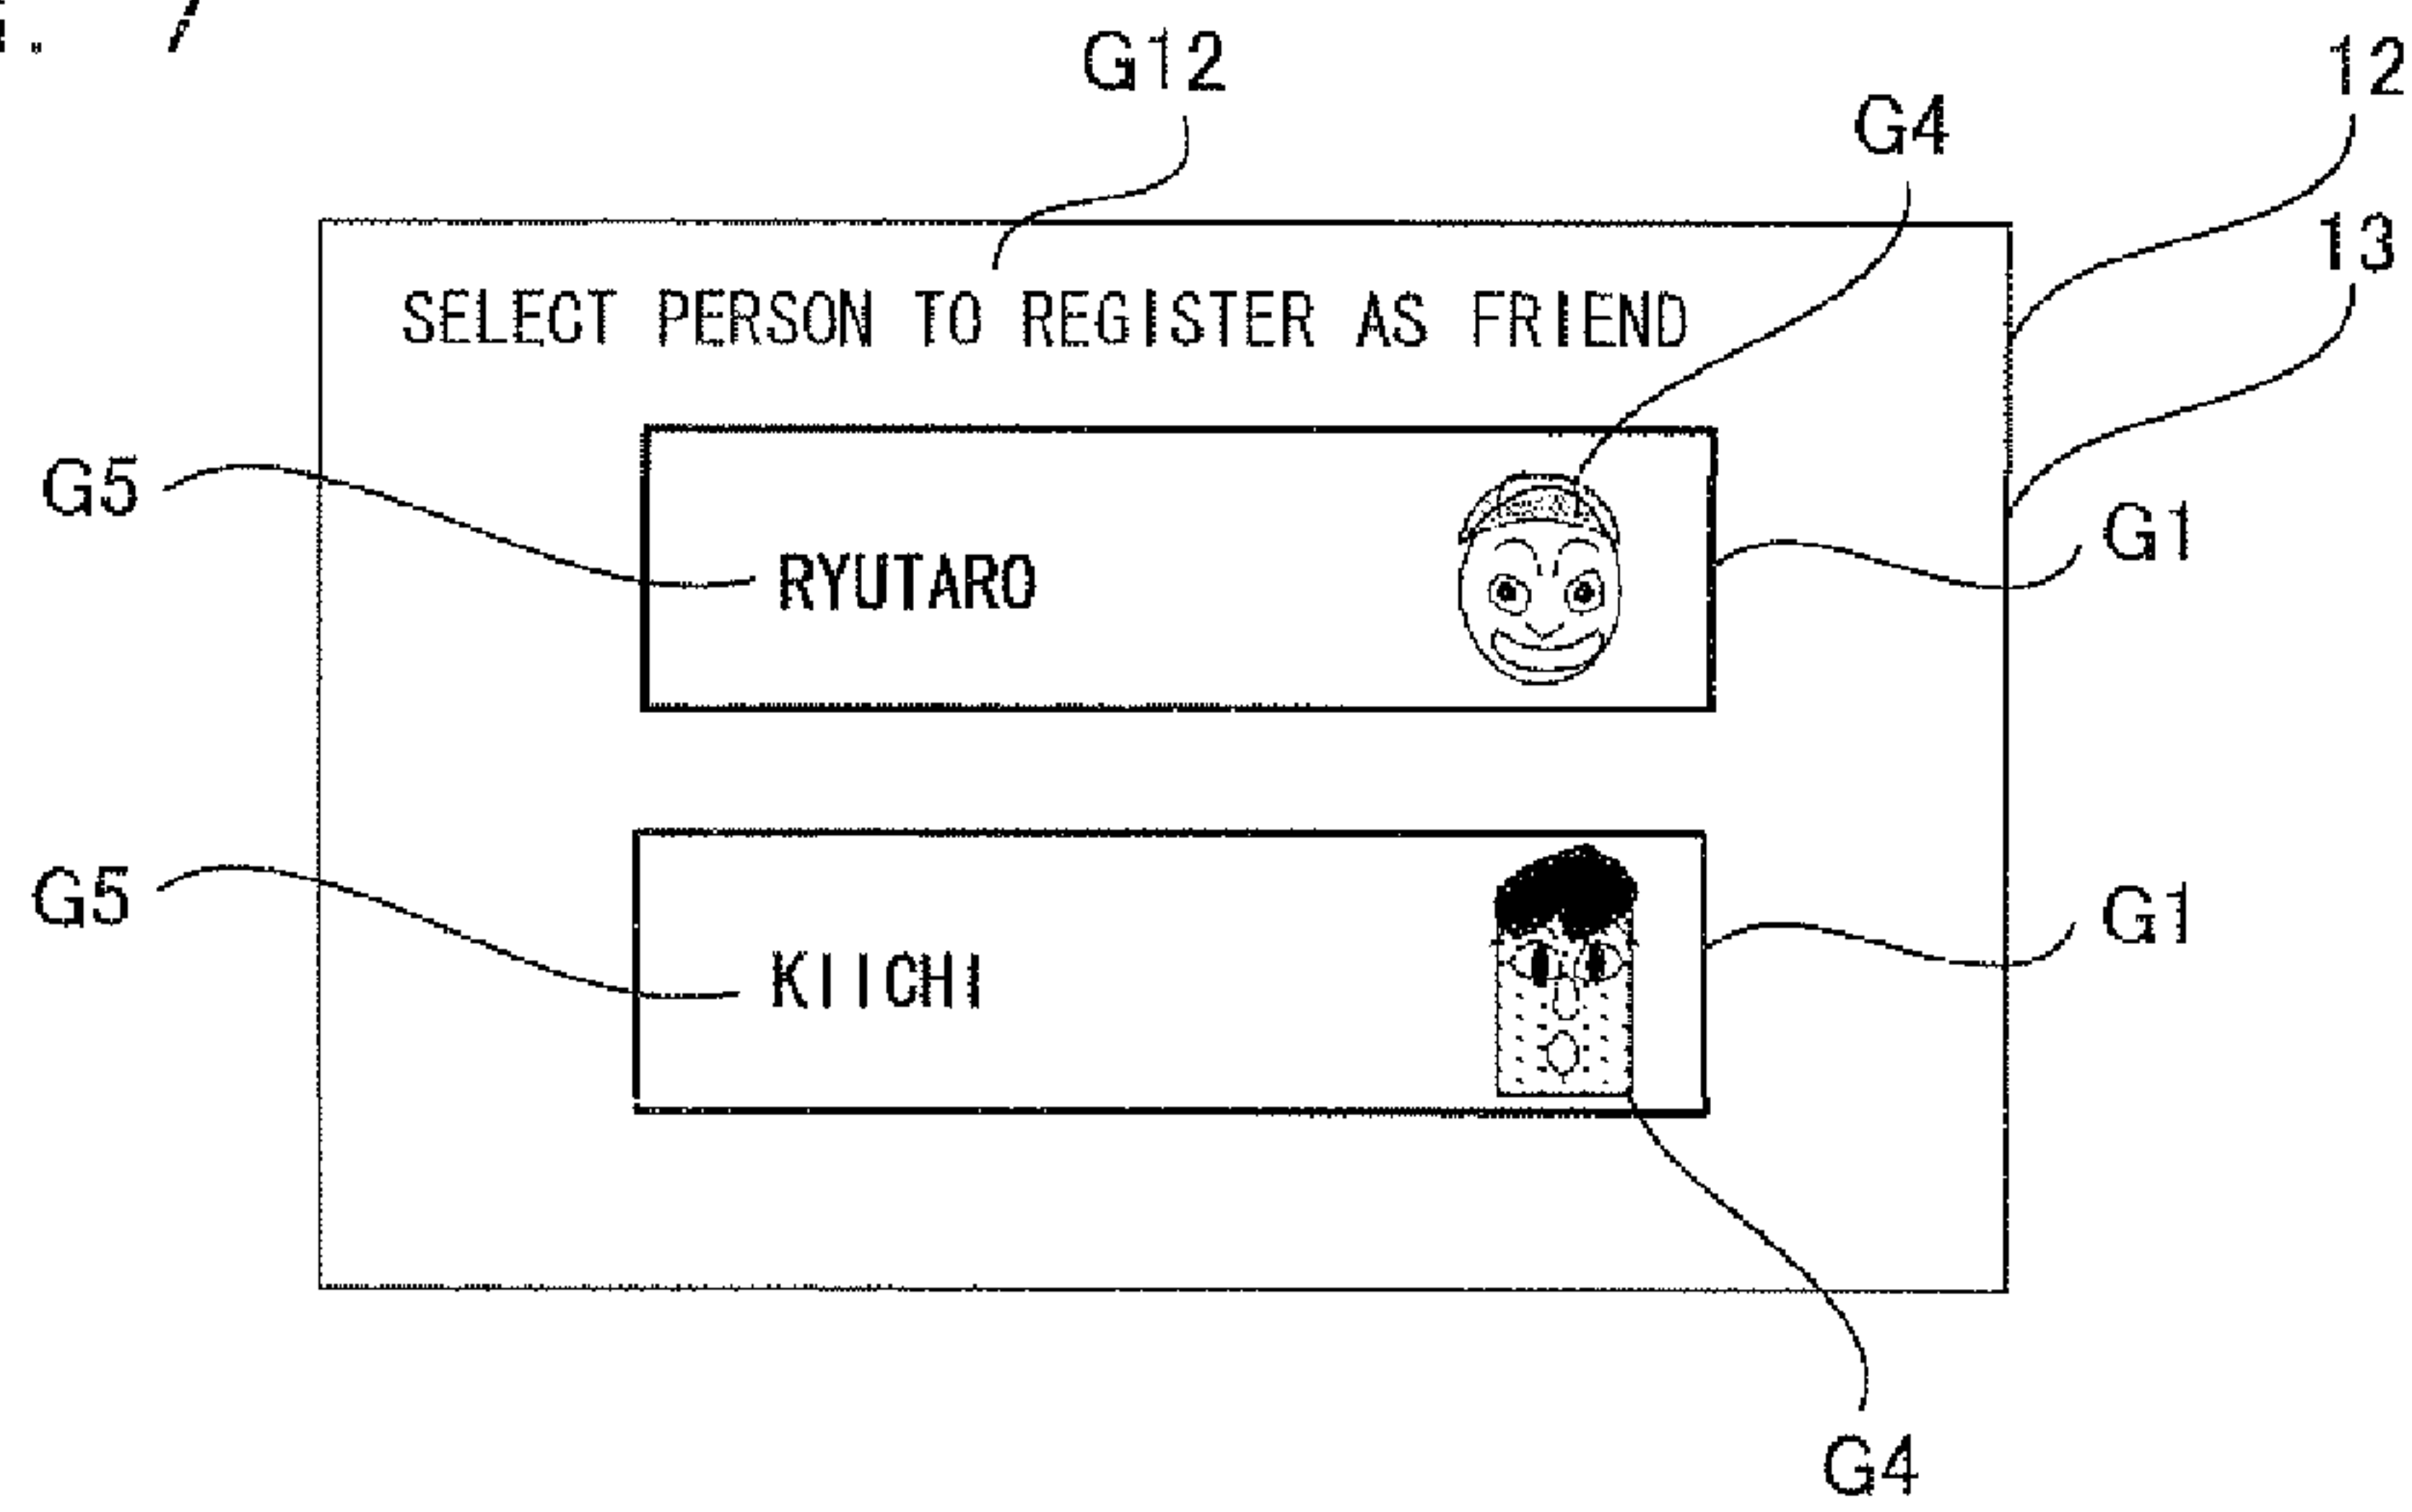 G12
12
G4
13
SELECT PERSON TO REGISTER AS FRIEND
G5
RYUTARO
G1
G5
KIICHI
G1
G4